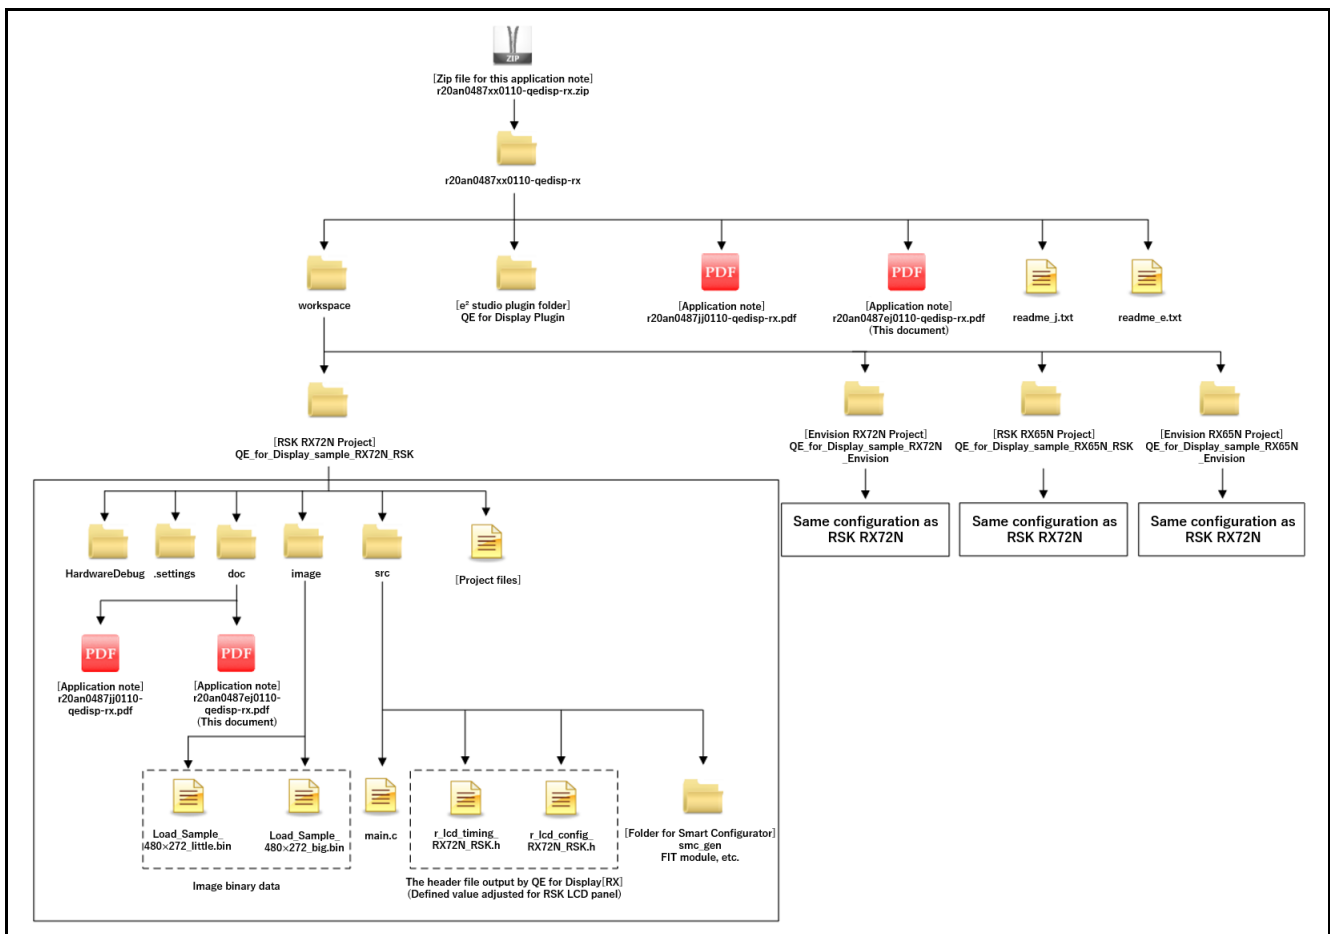 ZIP
[Zip file for this application note]
r20an0487xx0110-qedisp-rx.zip
r20an0487xx0110-qedisp-rx
workspace
[e² studio plugin folder]
QE for Display Plugin
PDF
[Application note]
r20an0487jj0110-qedisp-rx.pdf
PDF
[Application note]
r20an0487ej0110-qedisp-rx.pdf
(This document)
readme_j.txt
readme_e.txt
[RSK RX72N Project]
QE_for_Display_sample_RX72N_RSK
[Envision RX72N Project]
QE_for_Display_sample_RX72N
_Envision
[RSK RX65N Project]
QE_for_Display_sample_RX65N_RSK
[Envision RX65N Project]
QE_for_Display_sample_RX65N
_Envision
Same configuration as
RSK RX72N
Same configuration as
RSK RX72N
Same configuration as
RSK RX72N
HardwareDebug
.settings
doc
image
src
[Project files]
PDF
[Application note]
r20an0487jj0110-
qedisp-rx.pdf
PDF
[Application note]
r20an0487ej0110-
qedisp-rx.pdf
(This document)
Load_Sample_
480×272_little.bin
Load_Sample_
480×272_big.bin
Image binary data
main.c
r_lcd_timing_
RX72N_RSK.h
r_lcd_config_
RX72N_RSK.h
The header file output by QE for Display[RX]
(Defined value adjusted for RSK LCD panel)
[Folder for Smart Configurator]
smc_gen
FIT module, etc.